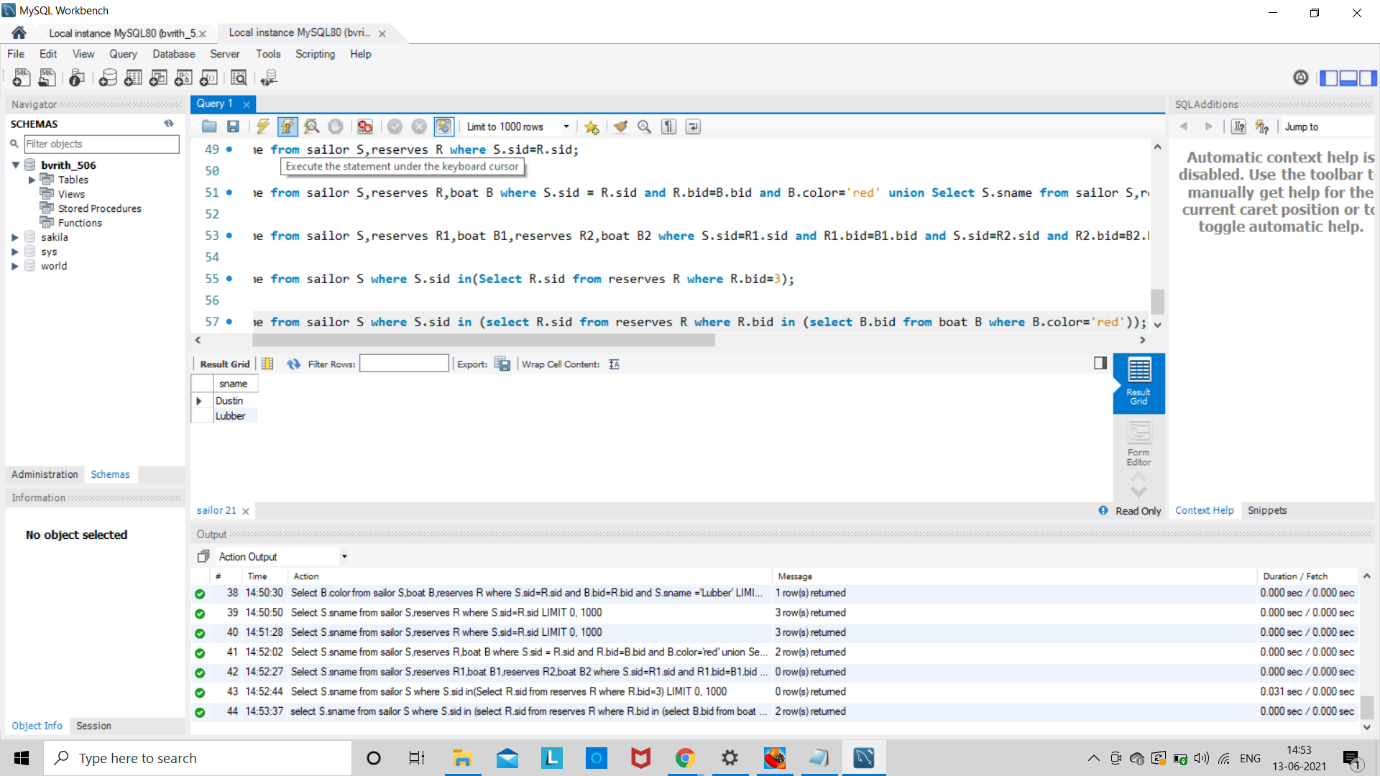 MySQL Workbench
Local instance MySQL80 (bvrith_5.x
Local instance MySQL80 (bvri... x
File Edit View Query Database Server Tools Scripting Help
Navigator
SCHEMAS
Filter objects
bvrith_506
Tables
Views
Stored Procedures
Functions
sakila
sys
world
Administration Schemas
Information
No object selected
Object Info Session
Query 1
Limit to 1000 rows
49 ne from sailor S,reserves R where S.sid=R.sid;
Execute the statement under the keyboard cursor
50
51 ne from sailor S,reserves R,boat B where S.sid = R.sid and R.bid=B.bid and B.color='red' union Select S.sname from sailor S,re
52
53 ne from sailor S,reserves R1,boat B1,reserves R2,boat B2 where S.sid=R1.sid and R1.bid=B1.bid and S.sid=R2.sid and R2.bid=B2.
54
55 ne from sailor S where S.sid in(Select R.sid from reserves R where R.bid=3);
56
57 ne from sailor S where S.sid in (select R.sid from reserves R where R.bid in (select B.bid from boat B where B.color='red'));
Result Grid Filter Rows: Export: Wrap Cell Content:
sname
Dustin
Lubber
Result
Grid
Form
Editor
sailor 21 x
Read Only
SQLAdditions
Jump to
Automatic context help is
disabled. Use the toolbar t
manually get help for the
current caret position or to
toggle automatic help.
Context Help Snippets
Output
Action Output
# Time Action Message Duration / Fetch
38 14:50:30 Select B.color from sailor S,boat B,reserves R where S.sid=R.sid and B.bid=R.bid and S.sname ='Lubber' LIMI... 1 row(s) returned 0.000 sec / 0.000 sec
39 14:50:50 Select S.sname from sailor S,reserves R where S.sid=R.sid LIMIT 0, 1000 3 row(s) returned 0.000 sec / 0.000 sec
40 14:51:28 Select S.sname from sailor S,reserves R where S.sid=R.sid LIMIT 0, 1000 3 row(s) returned 0.000 sec / 0.000 sec
41 14:52:02 Select S.sname from sailor S,reserves R,boat B where S.sid = R.sid and R.bid=B.bid and B.color='red' union Se... 2 row(s) returned 0.000 sec / 0.000 sec
42 14:52:27 Select S.sname from sailor S,reserves R1,boat B1,reserves R2,boat B2 where S.sid=R1.sid and R1.bid=B1.bid ... 0 row(s) returned 0.000 sec / 0.000 sec
43 14:52:44 Select S.sname from sailor S where S.sid in(Select R.sid from reserves R where R.bid=3) LIMIT 0, 1000 0 row(s) returned 0.031 sec / 0.000 sec
44 14:53:37 select S.sname from sailor S where S.sid in (select R.sid from reserves R where R.bid in (select B.bid from boat ... 2 row(s) returned 0.000 sec / 0.000 sec
Type here to search
ENG
14:53
13-06-2021
1